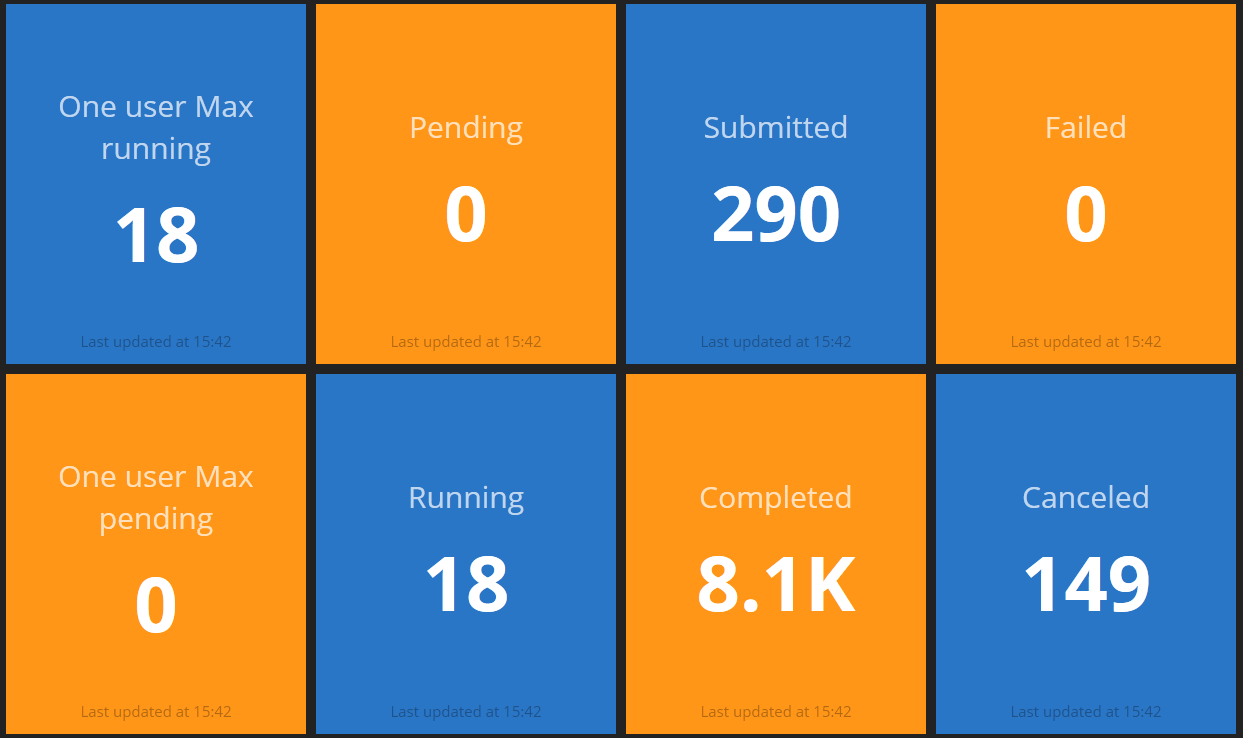 One user Max
running
18
Last updated at 15:42
Pending
0
Last updated at 15:42
Submitted
290
Last updated at 15:42
Failed
0
Last updated at 15:42
One user Max
pending
0
Last updated at 15:42
Running
18
Last updated at 15:42
Completed
8.1K
Last updated at 15:42
Canceled
149
Last updated at 15:42